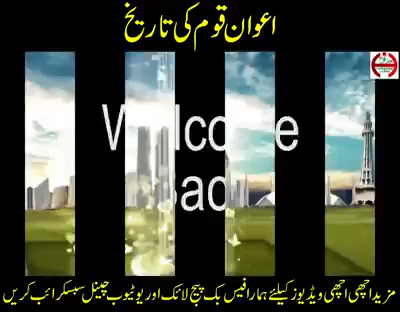 اعوان قوم کی تاریخ
Welcome
Back
مزید اچھی اچھی ویڈیوز کیلئے ہمارا فیس بک پیج لائک اور یوٹیوب چینل سبسکرائب کریں